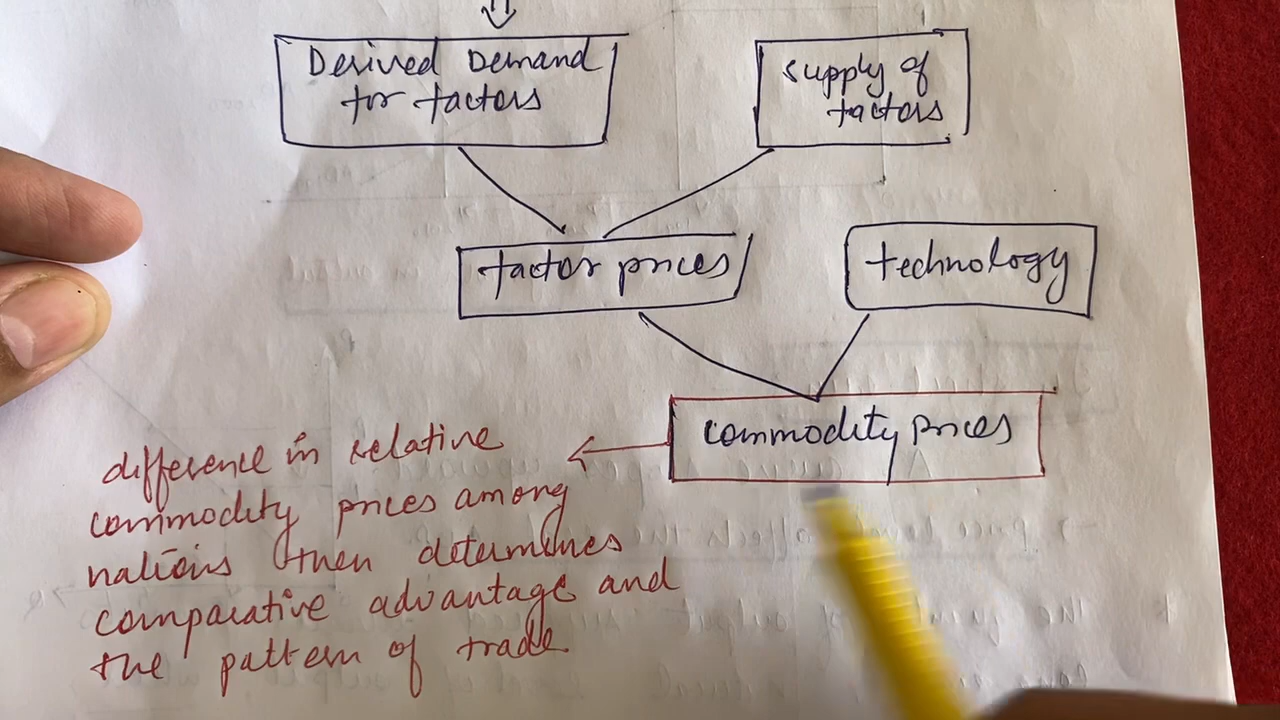 Derived Demand
for factors
supply of
factors
factor prices
technology
commodity prices
difference in relative
commodity prices among
nations then determines
comparative advantage and
the pattern of trade